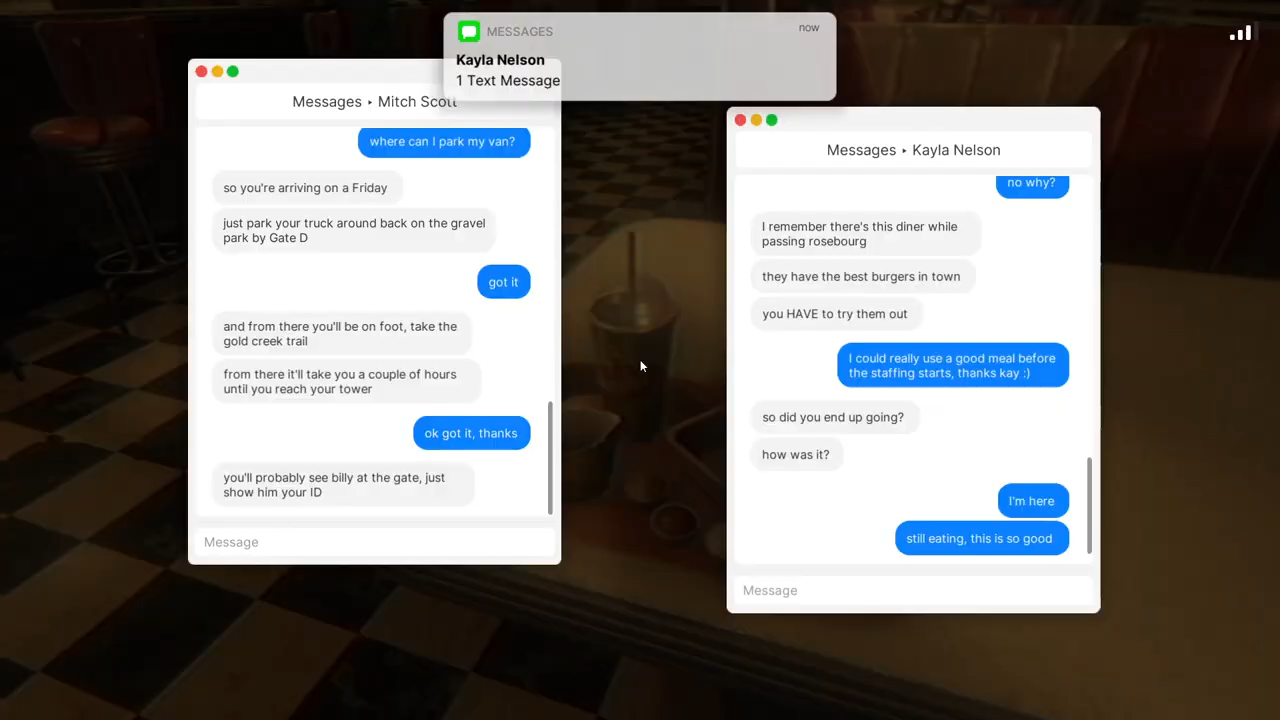 MESSAGES
now
Kayla Nelson
1 Text Message
Messages ▸ Mitch Scott
where can I park my van?
so you're arriving on a Friday
just park your truck around back on the gravel
park by Gate D
got it
and from there you'll be on foot, take the
gold creek trail
from there it'll take you a couple of hours
until you reach your tower
ok got it, thanks
you'll probably see billy at the gate, just
show him your ID
Message
Messages ▸ Kayla Nelson
no why?
I remember there's this diner while
passing rosebourg
they have the best burgers in town
you HAVE to try them out
I could really use a good meal before
the staffing starts, thanks kay :)
so did you end up going?
how was it?
I'm here
still eating, this is so good
Message